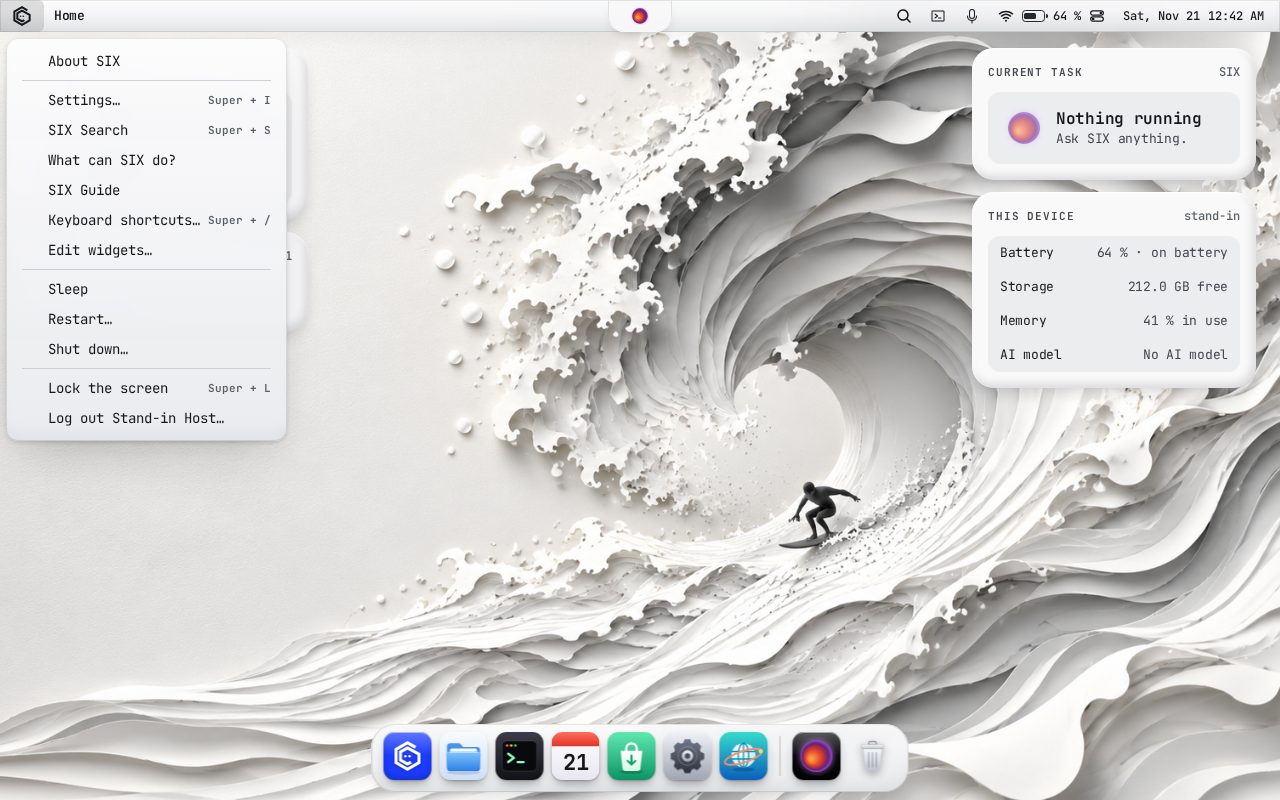 Home
64 %
Sat, Nov 21 12:42 AM
About SIX
Settings… Super + I
SIX Search Super + S
What can SIX do?
SIX Guide
Keyboard shortcuts… Super + /
Edit widgets…
Sleep
Restart…
Shut down…
Lock the screen Super + L
Log out Stand-in Host…
1
CURRENT TASK SIX
Nothing running
Ask SIX anything.
THIS DEVICE stand-in
Battery 64 % · on battery
Storage 212.0 GB free
Memory 41 % in use
AI model No AI model
21